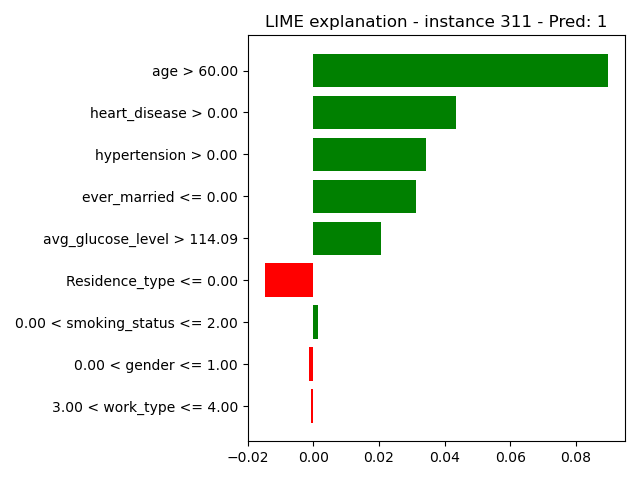 LIME explanation - instance 311 - Pred: 1
age > 60.00
heart_disease > 0.00
hypertension > 0.00
ever_married <= 0.00
avg_glucose_level > 114.09
Residence_type <= 0.00
0.00 < smoking_status <= 2.00
0.00 < gender <= 1.00
3.00 < work_type <= 4.00
−0.02 0.00 0.02 0.04 0.06 0.08